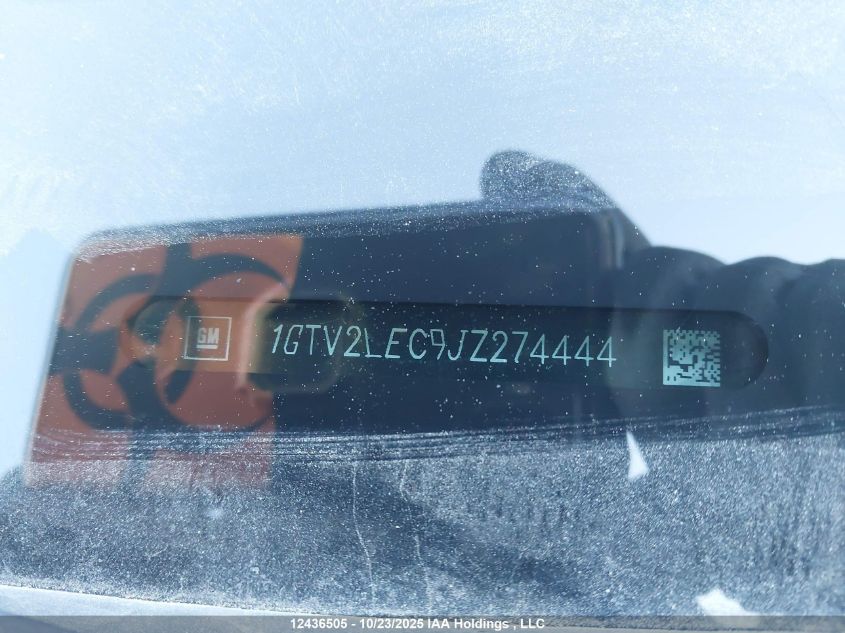 GM
1GTV2LEC9JZ274444
12436505 - 10/23/2025 IAA Holdings , LLC